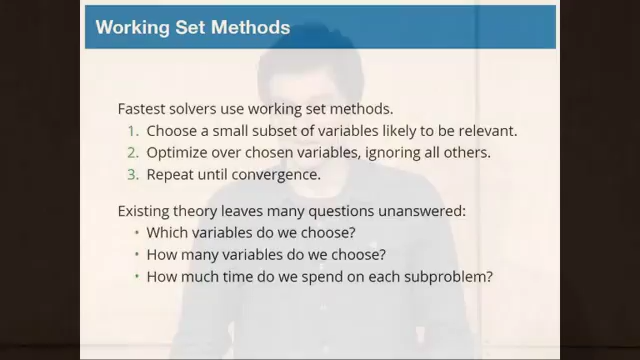 Working Set Methods
Fastest solvers use working set methods.
1. Choose a small subset of variables likely to be relevant.
2. Optimize over chosen variables, ignoring all others.
3. Repeat until convergence.
Existing theory leaves many questions unanswered:
• Which variables do we choose?
• How many variables do we choose?
• How much time do we spend on each subproblem?